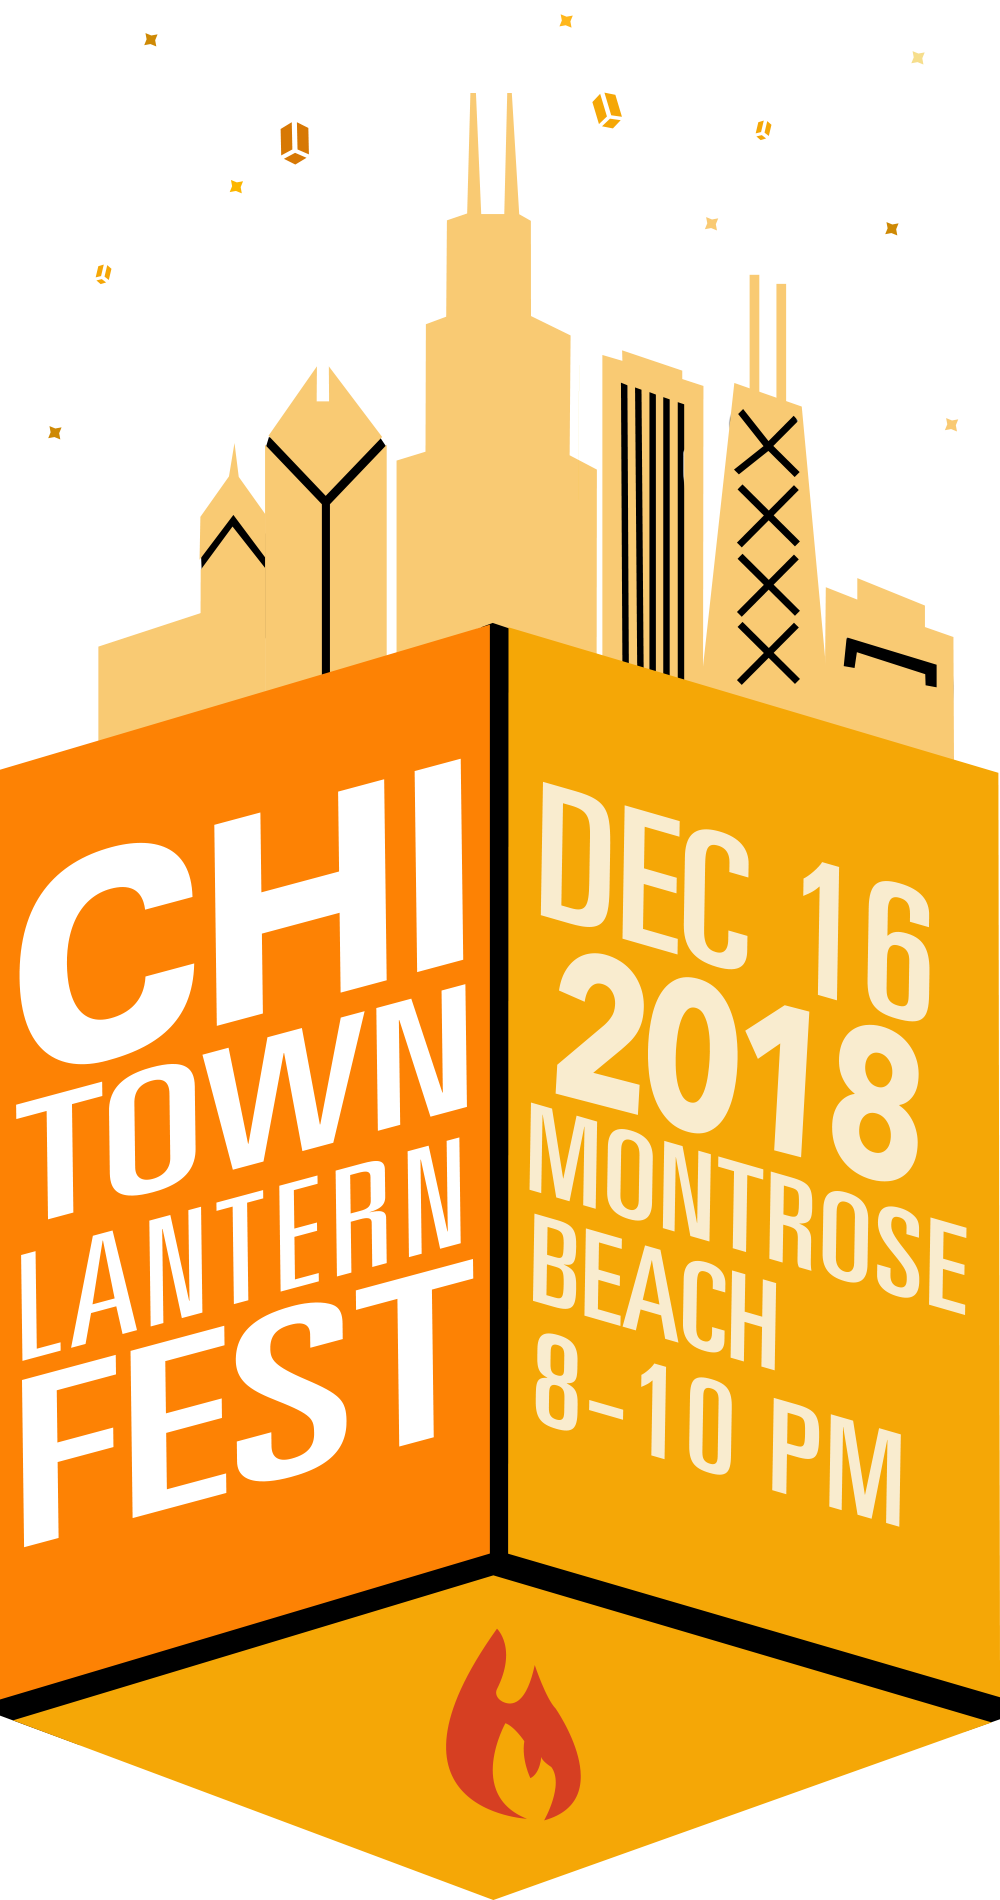 CHI
TOWN
LANTERN
FEST
DEC 16
2018
MONTROSE
BEACH
8-10 PM